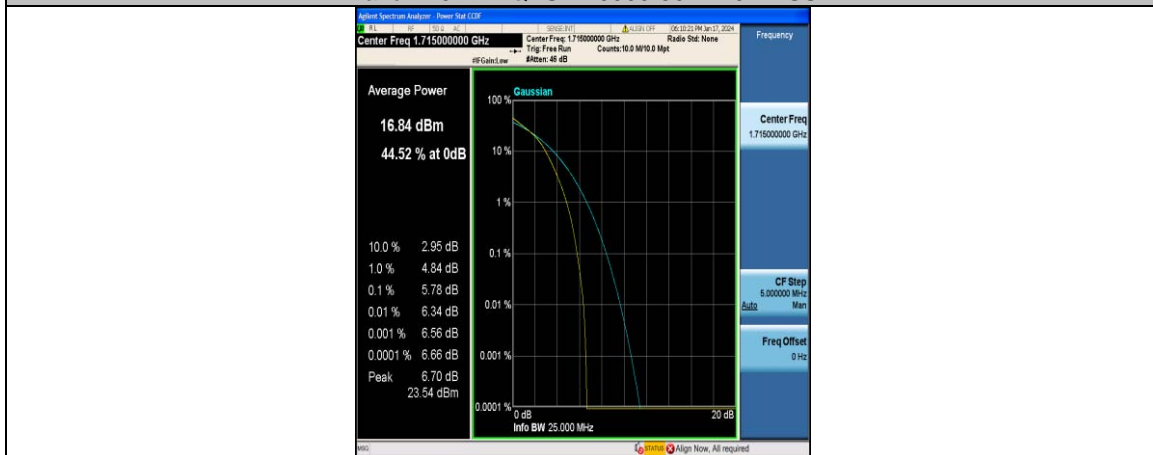 Agilent Spectrum Analyzer - Power Stat CCDF
RL RF 50 Ω AC SENSE:INT ALIGN OFF 06:10:21 PM Jun 17, 2024
Center Freq 1.715000000 GHz
Center Freq: 1.715000000 GHz
Radio Std: None
Trig: Free Run Counts:10.0 M/10.0 Mpt
#IFGain:Low #Atten: 46 dB
Frequency
Average Power
16.84 dBm
44.52 % at 0dB
10.0 % 2.95 dB
1.0 % 4.84 dB
0.1 % 5.78 dB
0.01 % 6.34 dB
0.001 % 6.56 dB
0.0001 % 6.66 dB
Peak 6.70 dB
23.54 dBm
Gaussian
100 %
10 %
1 %
0.1 %
0.01 %
0.001 %
0.0001 %
0 dB 20 dB
Info BW 25.000 MHz
Center Freq
1.715000000 GHz
CF Step
5.000000 MHz
Auto Man
Freq Offset
0 Hz
MSG STATUS Align Now, All required